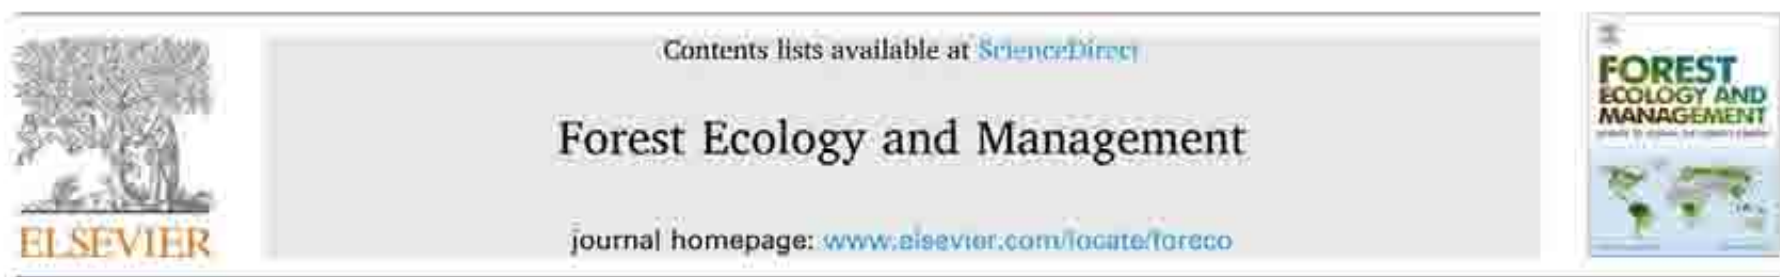 Contents lists available at ScienceDirect
Forest Ecology and Management
journal homepage: www.elsevier.com/locate/foreco
ELSEVIER
FOREST
ECOLOGY AND
MANAGEMENT